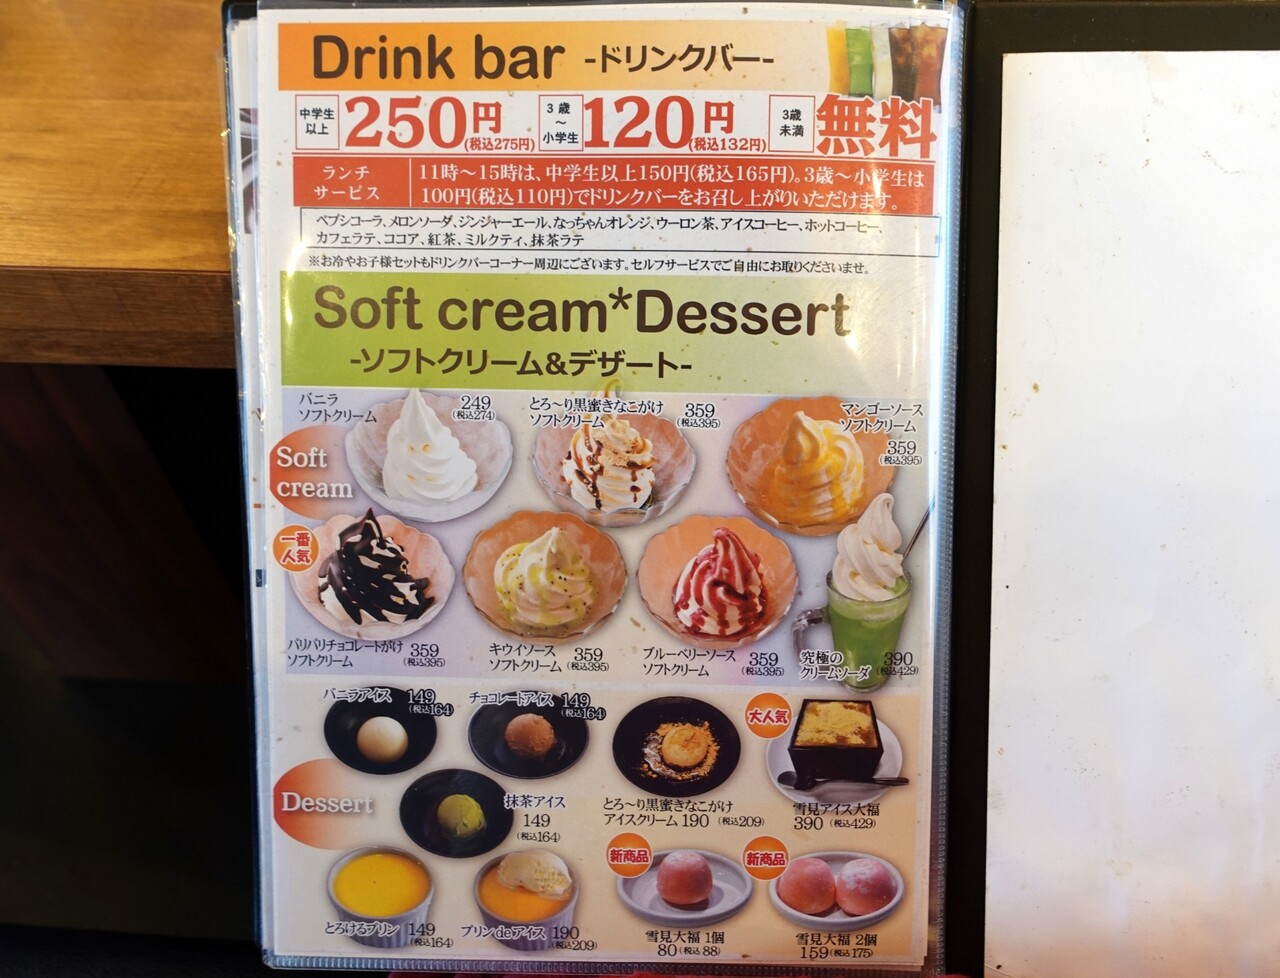 Drink bar -ドリンクバー-
中学生以上 250円(税込275円) 3歳～小学生 120円(税込132円) 3歳未満 無料
ランチサービス
11時～15時は、中学生以上150円(税込165円)。3歳～小学生は
100円(税込110円)でドリンクバーをお召し上がりいただけます。
ペプシコーラ、メロンソーダ、ジンジャーエール、なっちゃんオレンジ、ウーロン茶、アイスコーヒー、ホットコーヒー、
カフェラテ、ココア、紅茶、ミルクティ、抹茶ラテ
※お冷やお子様セットもドリンクバーコーナー周辺にございます。セルフサービスでご自由にお取りくださいませ。
Soft cream*Dessert
-ソフトクリーム&デザート-
Soft
cream
バニラ
ソフトクリーム
249
(税込274)
とろ～り黒蜜きなこがけ
ソフトクリーム
359
(税込395)
マンゴーソース
ソフトクリーム
359
(税込395)
一番
人気
パリパリチョコレートがけ
ソフトクリーム
359
(税込395)
キウイソース
ソフトクリーム
359
(税込395)
ブルーベリーソース
ソフトクリーム
359
(税込395)
究極の
クリームソーダ
390
(税込429)
Dessert
バニラアイス 149
(税込164)
チョコレートアイス 149
(税込164)
抹茶アイス
149
(税込164)
とろ～り黒蜜きなこがけ
アイスクリーム 190 (税込209)
大人気
雪見アイス大福
390 (税込429)
とろけるプリン 149
(税込164)
プリンdeアイス 190
(税込209)
新商品
雪見大福 1個
80 (税込88)
新商品
雪見大福 2個
159 (税込175)